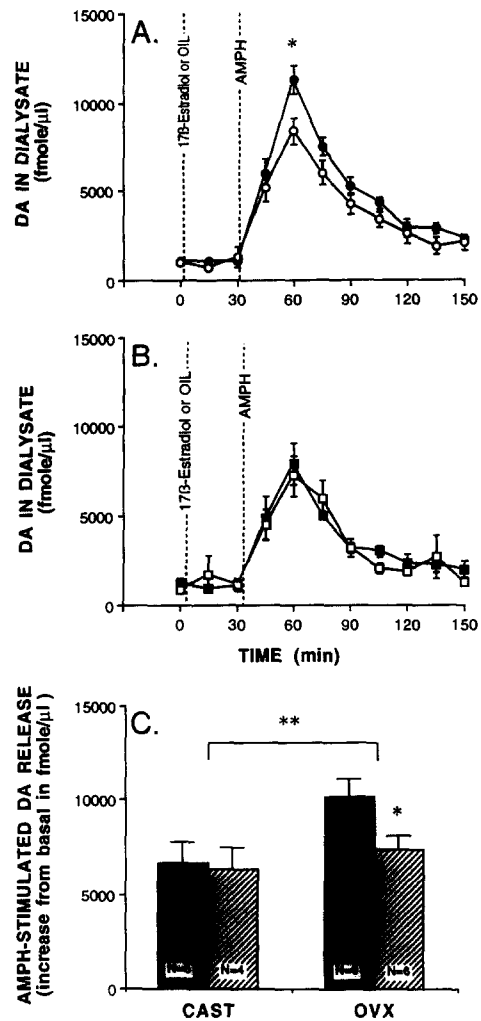 A.
*
17ß-Estradiol or OIL
AMPH
DA IN DIALYSATE
(fmole/µl)
15000
10000
5000
0
0 30 60 90 120 150
B.
17ß-Estradiol or OIL
AMPH
DA IN DIALYSATE
(fmole/µl)
15000
10000
5000
0
0 30 60 90 120 150
TIME (min)
C.
**
*
AMPH-STIMULATED DA RELEASE
(increase from basal in fmole/µl)
15000
10000
5000
0
N=4
N=6
CAST OVX